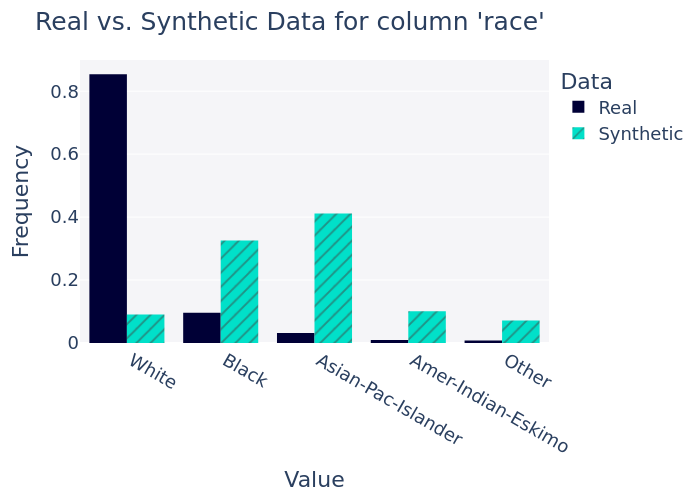 Real vs. Synthetic Data for column 'race'
Data
Real
Synthetic
Frequency
0.8
0.6
0.4
0.2
0
White
Black
Asian-Pac-Islander
Amer-Indian-Eskimo
Other
Value